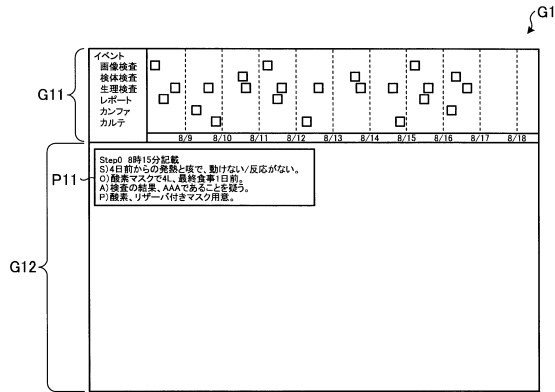 G1
イベント
画像検査
検体検査
生理検査
レポート
カンファ
カルテ
G11
8/9 8/10 8/11 8/12 8/13 8/14 8/15 8/16 8/17 8/18
Step0 8時15分記載
S)4日前からの発熱と咳で、動けない/反応がない。
O)酸素マスクで4L、最終食事1日前。
A)検査の結果、AAAであることを疑う。
P)酸素、リザーバ付きマスク用意。
P11
G12